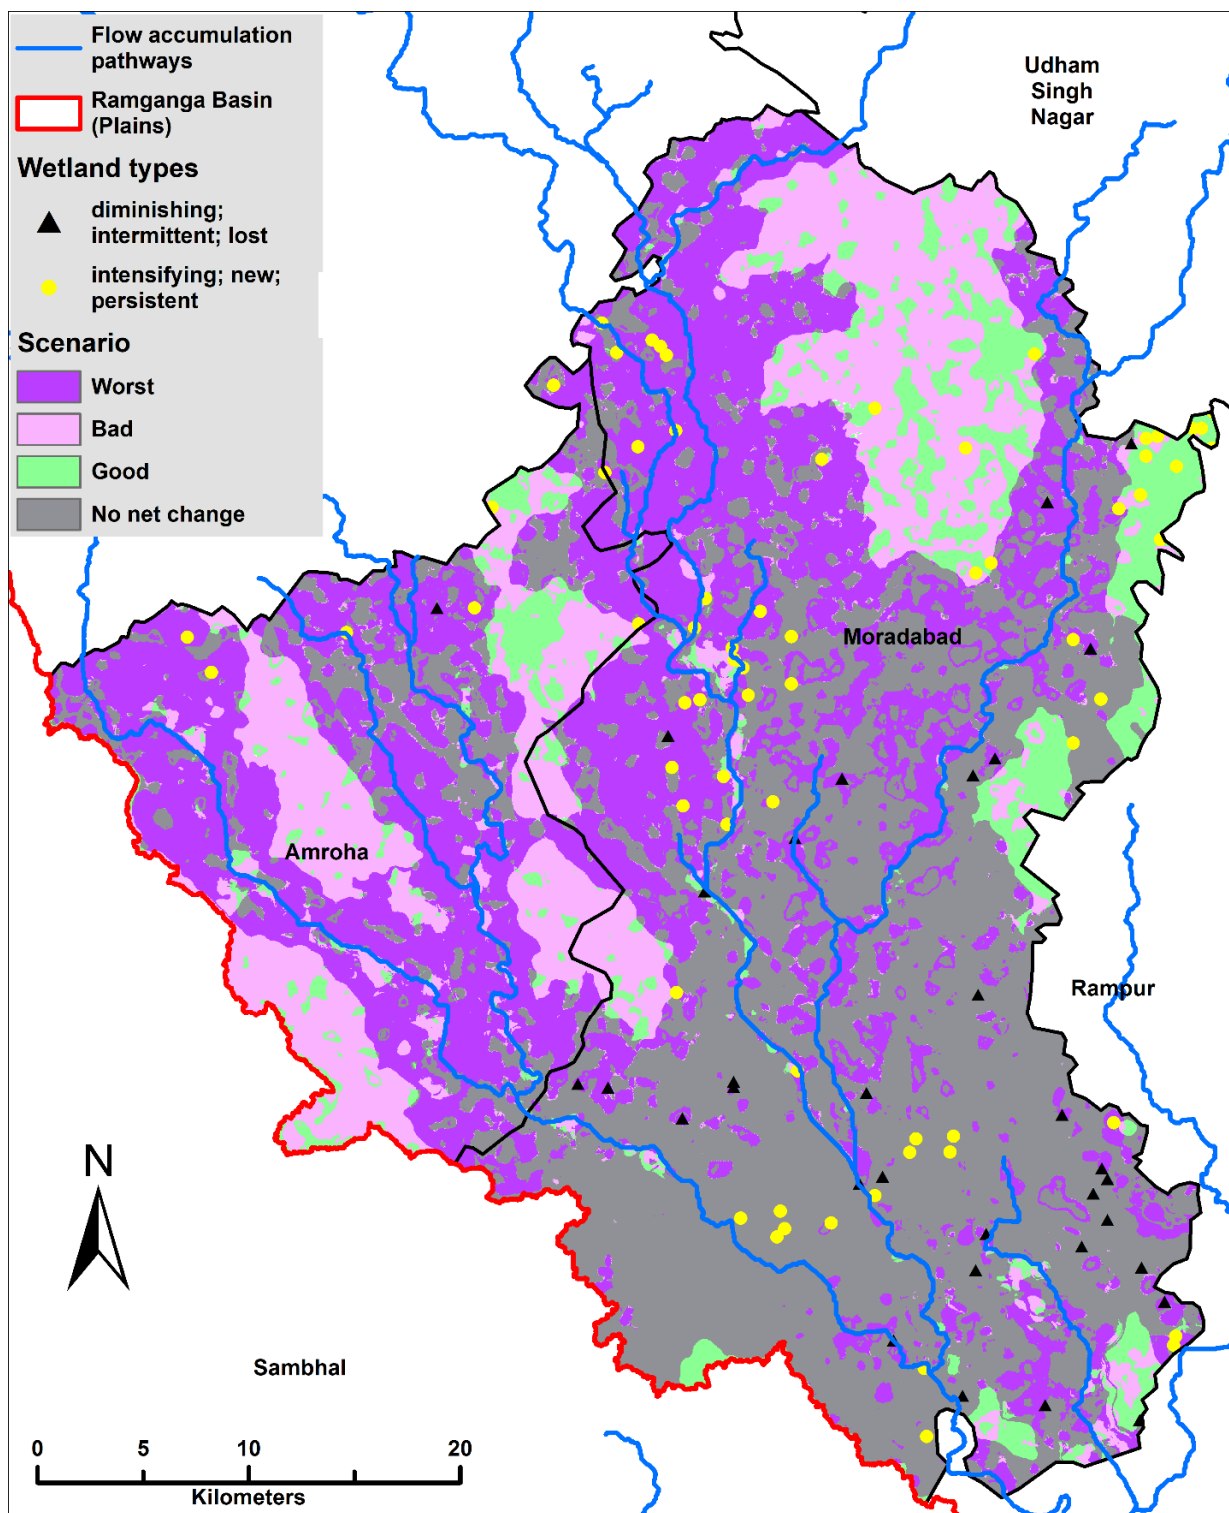 Flow accumulation
pathways
Ramganga Basin
(Plains)
Wetland types
diminishing;
intermittent; lost
intensifying; new;
persistent
Scenario
Worst
Bad
Good
No net change
Udham
Singh
Nagar
Moradabad
Amroha
Rampur
N
Sambhal
0 5 10 20
Kilometers